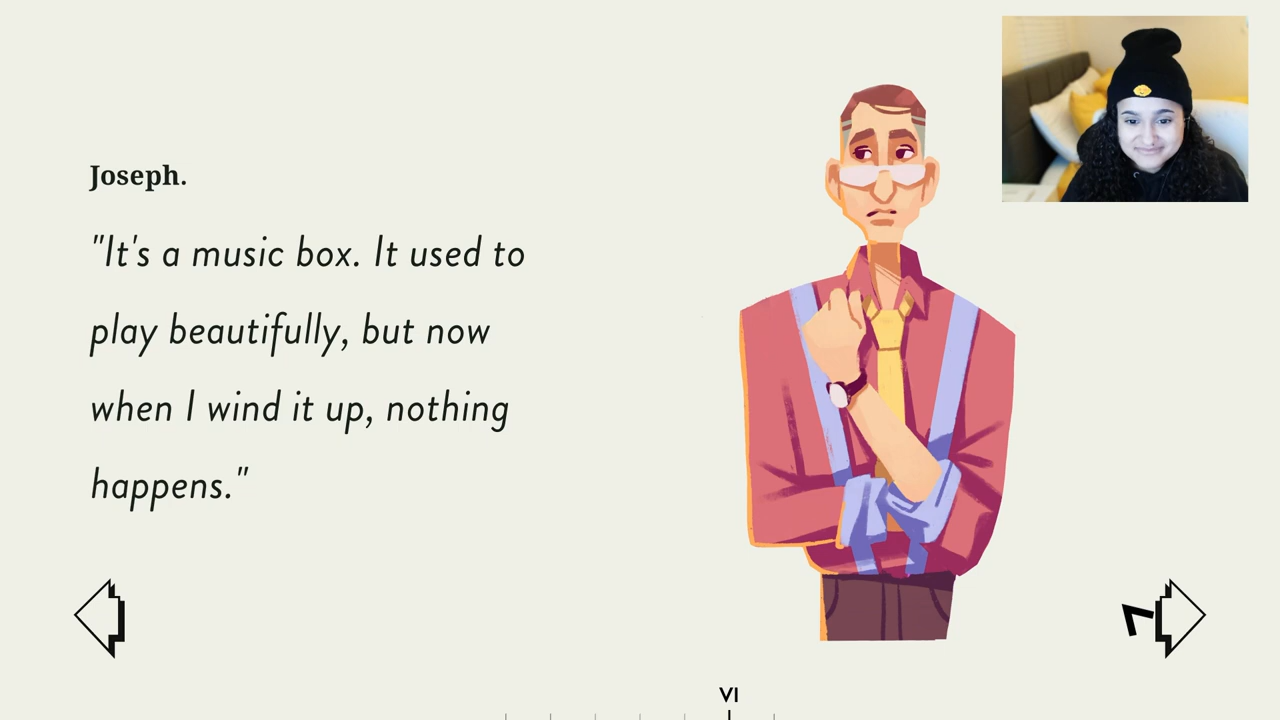 Joseph.
"It's a music box. It used to
play beautifully, but now
when I wind it up, nothing
happens."
VI